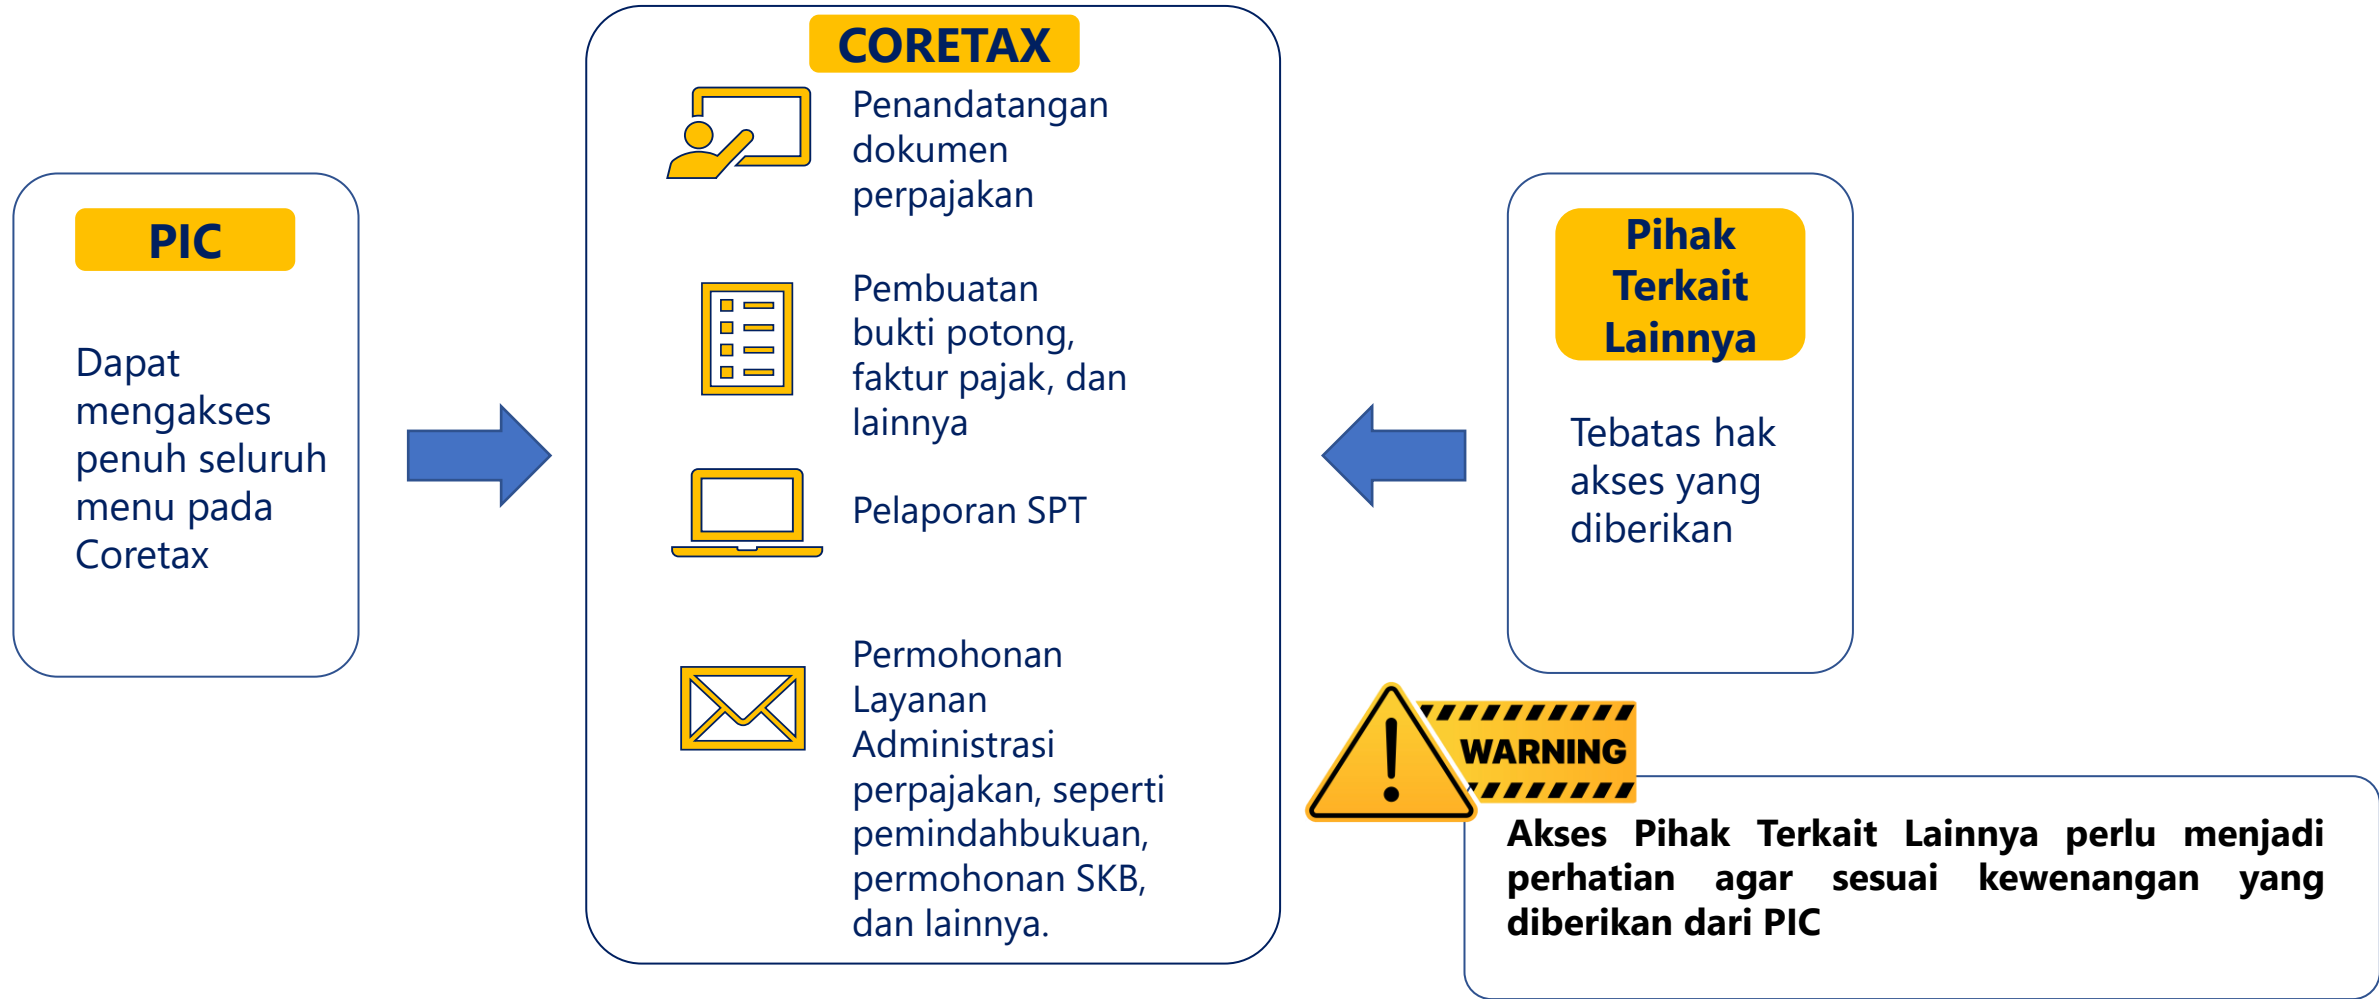 PIC
Dapat
mengakses
penuh seluruh
menu pada
Coretax
CORETAX
Penandatangan
dokumen
perpajakan
Pembuatan
bukti potong,
faktur pajak, dan
lainnya
Pelaporan SPT
Permohonan
Layanan
Administrasi
perpajakan, seperti
pemindahbukuan,
permohonan SKB,
dan lainnya.
Pihak
Terkait
Lainnya
Tebatas hak
akses yang
diberikan
WARNING
Akses Pihak Terkait Lainnya perlu menjadi
perhatian agar sesuai kewenangan yang
diberikan dari PIC